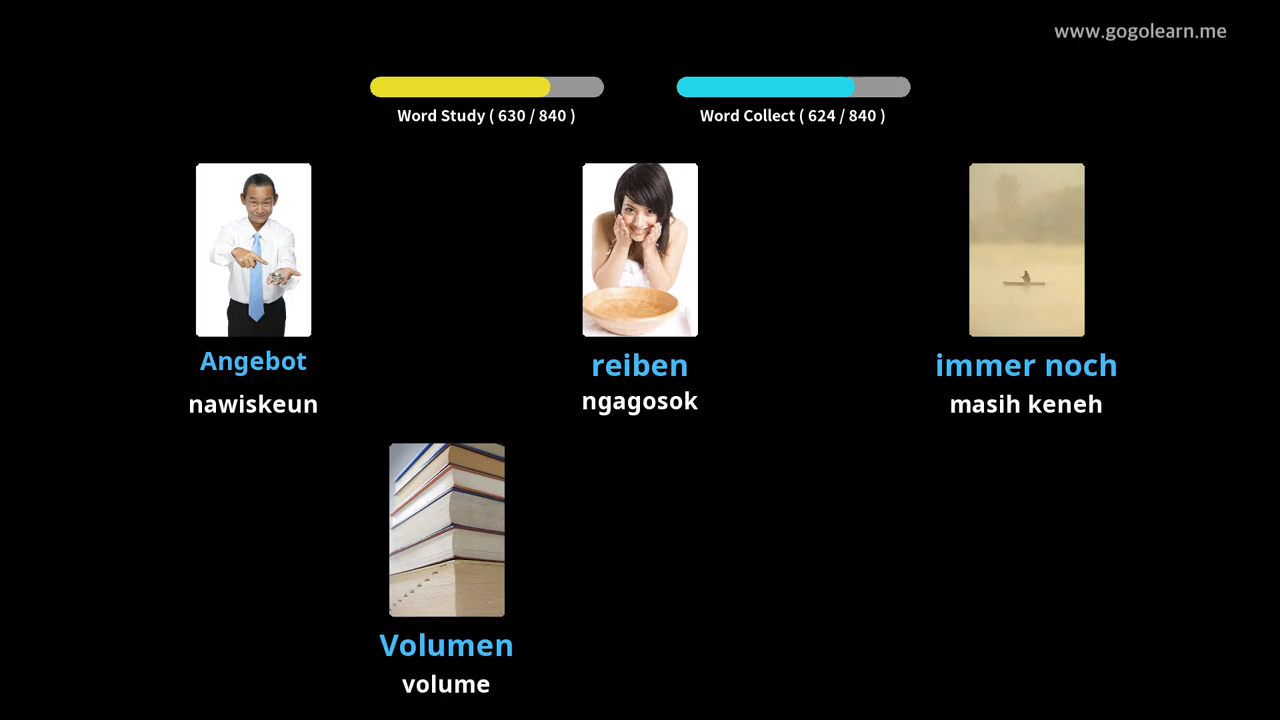 www.gogolearn.me
Word Study ( 630 / 840 )
Word Collect ( 624 / 840 )
Angebot
nawiskeun
reiben
ngagosok
immer noch
masih keneh
Volumen
volume